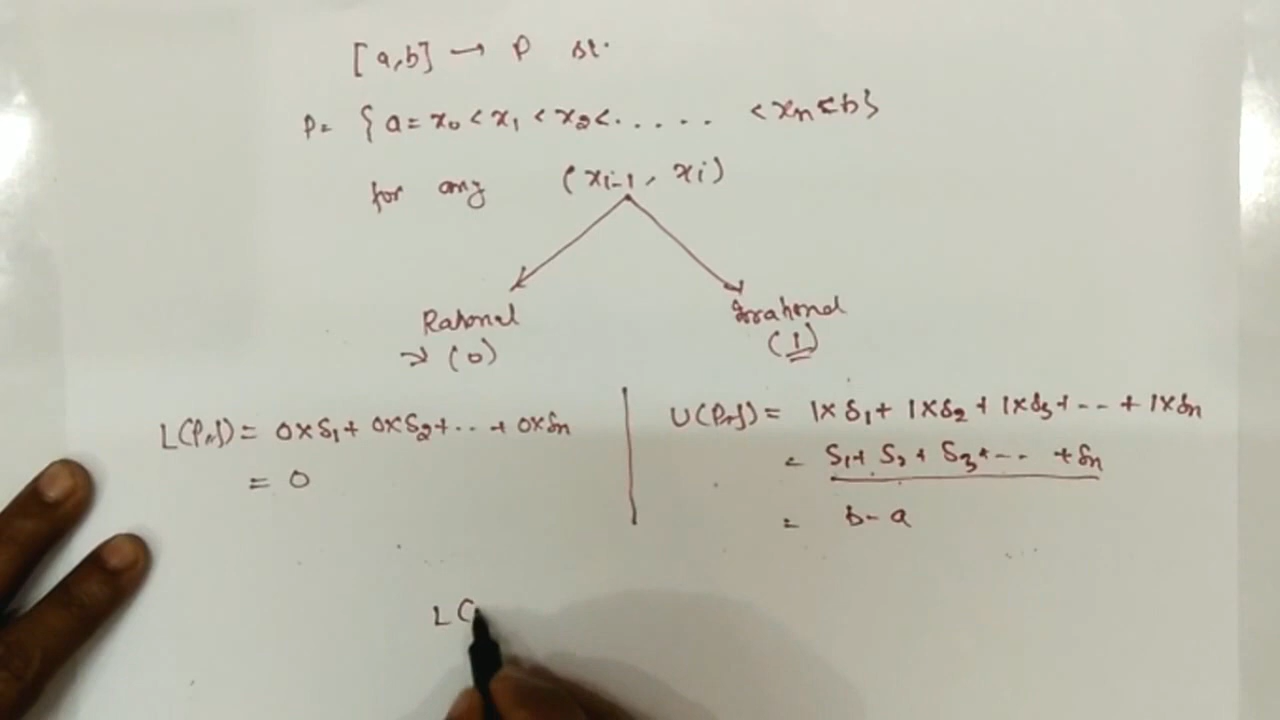 [a,b] → P st.
P = { a = x₀ < x₁ < x₂ < ..... < xₙ = b }
for any (xᵢ₋₁, xᵢ)
Rational Irrational
→ (0) (1)
L(P,f) = 0×δ₁ + 0×δ₂ + .. + 0×δₙ
= 0
U(P,f) = 1×δ₁ + 1×δ₂ + 1×δ₃ + -- + 1×δₙ
= δ₁ + δ₂ + δ₃ + -- + δₙ
= b - a
L(